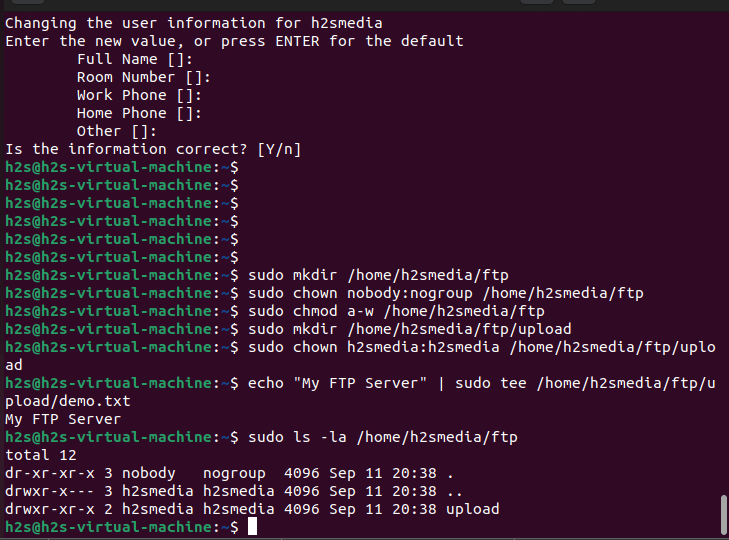 Changing the user information for h2smedia
Enter the new value, or press ENTER for the default
        Full Name []:
        Room Number []:
        Work Phone []:
        Home Phone []:
        Other []:
Is the information correct? [Y/n]
h2s@h2s-virtual-machine:~$
h2s@h2s-virtual-machine:~$
h2s@h2s-virtual-machine:~$
h2s@h2s-virtual-machine:~$
h2s@h2s-virtual-machine:~$
h2s@h2s-virtual-machine:~$
h2s@h2s-virtual-machine:~$ sudo mkdir /home/h2smedia/ftp
h2s@h2s-virtual-machine:~$ sudo chown nobody:nogroup /home/h2smedia/ftp
h2s@h2s-virtual-machine:~$ sudo chmod a-w /home/h2smedia/ftp
h2s@h2s-virtual-machine:~$ sudo mkdir /home/h2smedia/ftp/upload
h2s@h2s-virtual-machine:~$ sudo chown h2smedia:h2smedia /home/h2smedia/ftp/uplo
ad
h2s@h2s-virtual-machine:~$ echo "My FTP Server" | sudo tee /home/h2smedia/ftp/u
pload/demo.txt
My FTP Server
h2s@h2s-virtual-machine:~$ sudo ls -la /home/h2smedia/ftp
total 12
dr-xr-xr-x 3 nobody   nogroup  4096 Sep 11 20:38 .
drwxr-x--- 3 h2smedia h2smedia 4096 Sep 11 20:38 ..
drwxr-xr-x 2 h2smedia h2smedia 4096 Sep 11 20:38 upload
h2s@h2s-virtual-machine:~$